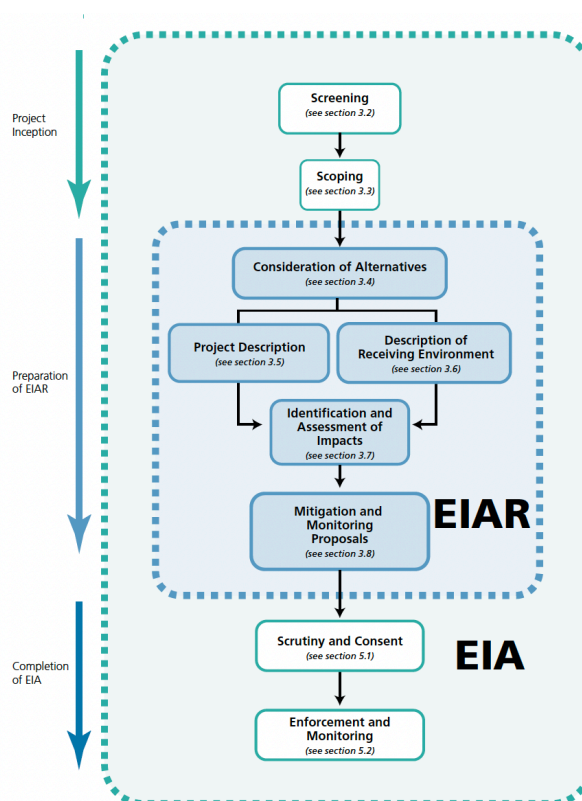 Screening
(see section 3.2)
Project
Inception
Scoping
(see section 3.3)
Consideration of Alternatives
(see section 3.4)
Project Description
(see section 3.5)
Description of
Receiving Environment
(see section 3.6)
Preparation
of EIAR
Identification and
Assessment of
Impacts
(see section 3.7)
Mitigation and
Monitoring
Proposals
(see section 3.8)
EIAR
Scrutiny and Consent
(see section 5.1)
EIA
Completion
of EIA
Enforcement and
Monitoring
(see section 5.2)